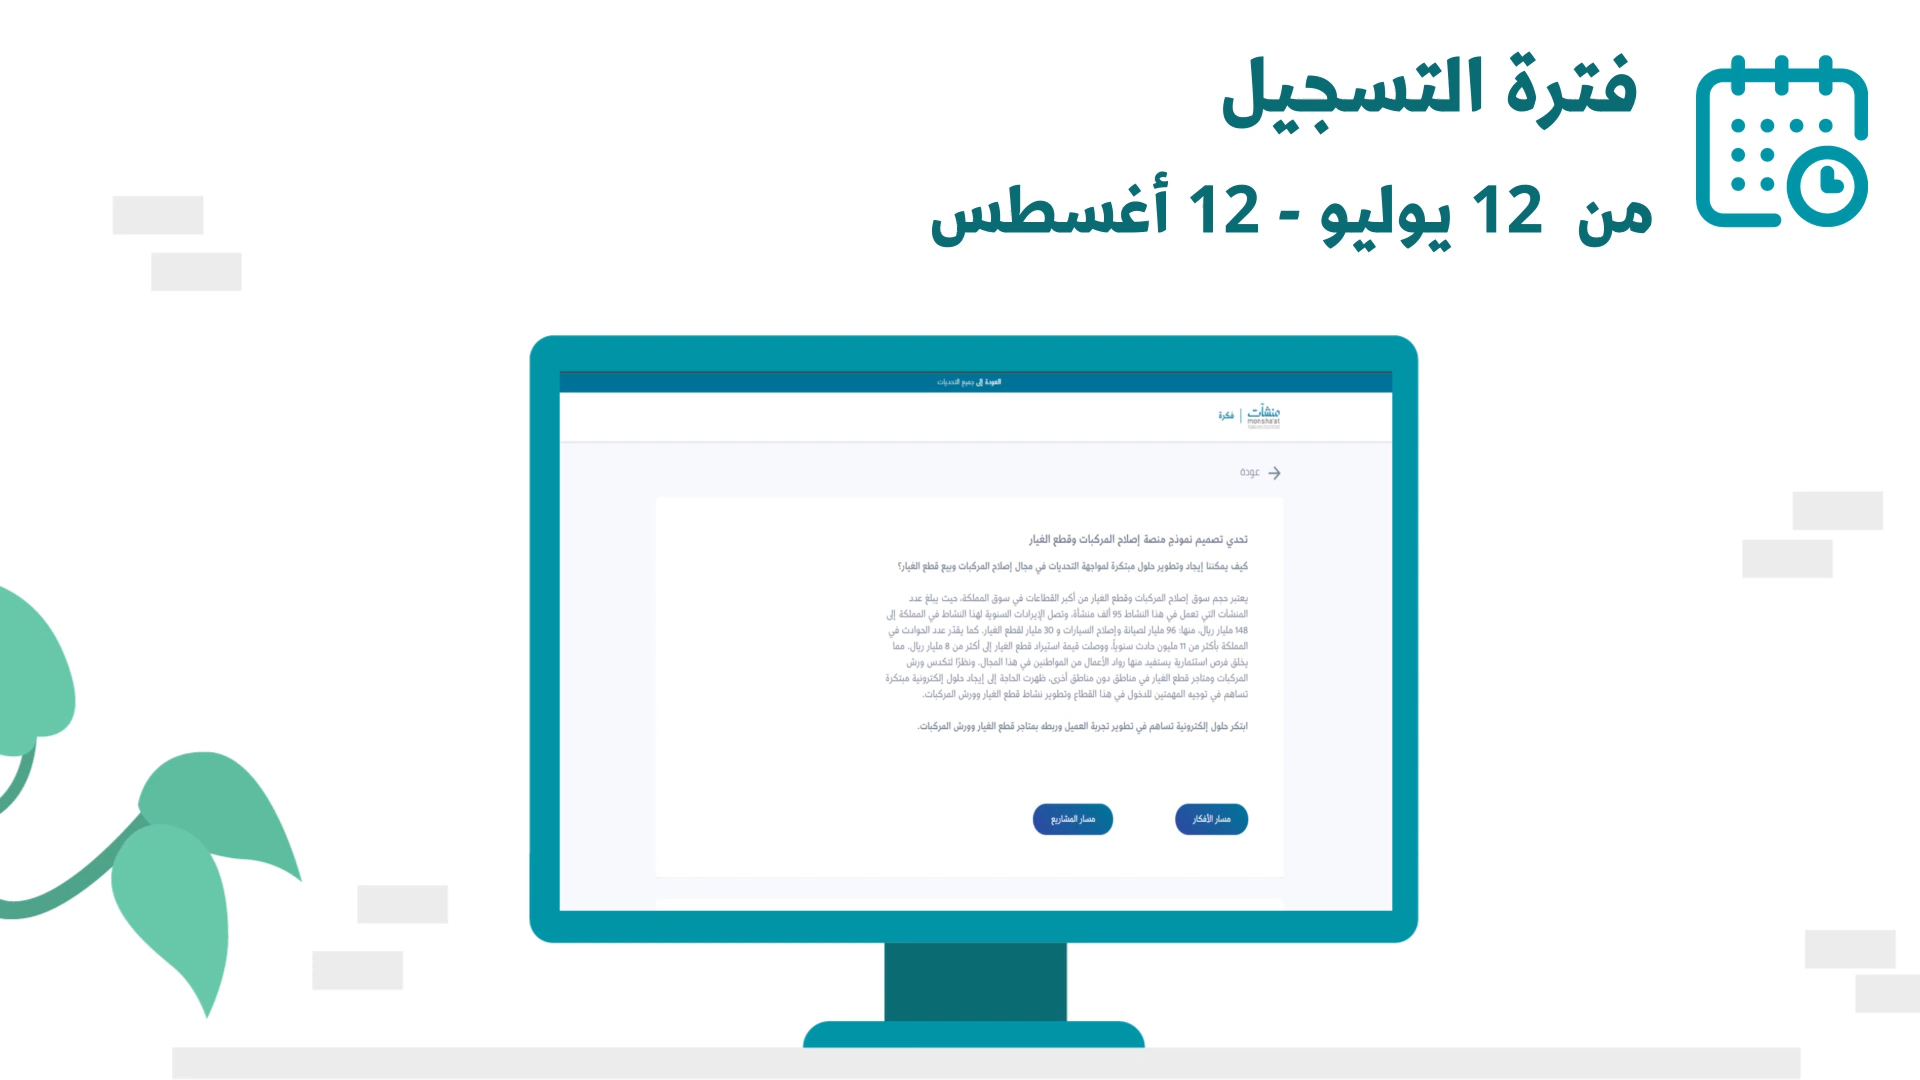 فترة التسجيل
من 12 يوليو - 12 أغسطس
العودة إلى جميع التحديات
منشآت | فكرة
monsha'at
عودة
تحدي تصميم نموذج منصة إصلاح المركبات وقطع الغيار
كيف يمكننا إيجاد وتطوير حلول مبتكرة لمواجهة التحديات في مجال إصلاح المركبات وبيع قطع الغيار؟
يعتبر حجم سوق إصلاح المركبات وقطع الغيار من أكبر القطاعات في سوق المملكة، حيث يبلغ عدد
المنشآت التي تعمل في هذا النشاط 95 ألف منشأة، وتصل الإيرادات السنوية لهذا النشاط في المملكة إلى
148 مليار ريال، منها: 96 مليار لصيانة وإصلاح السيارات و 30 مليار لقطع الغيار. كما يقدّر عدد الحوادث في
المملكة بأكثر من 11 مليون حادث سنوياً، ووصلت قيمة استيراد قطع الغيار إلى أكثر من 8 مليار ريال. مما
يخلق فرص استثمارية يستفيد منها رواد الأعمال من المواطنين في هذا المجال. ونظرًا لتكدس ورش
المركبات ومتاجر قطع الغيار في مناطق دون مناطق أخرى، ظهرت الحاجة إلى إيجاد حلول إلكترونية مبتكرة
تساهم في توجيه المهمتين للدخول في هذا القطاع وتطوير نشاط قطع الغيار وورش المركبات.
ابتكر حلول إلكترونية تساهم في تطوير تجربة العميل وربطه بمتاجر قطع الغيار وورش المركبات.
مسار الأفكار
مسار المشاريع